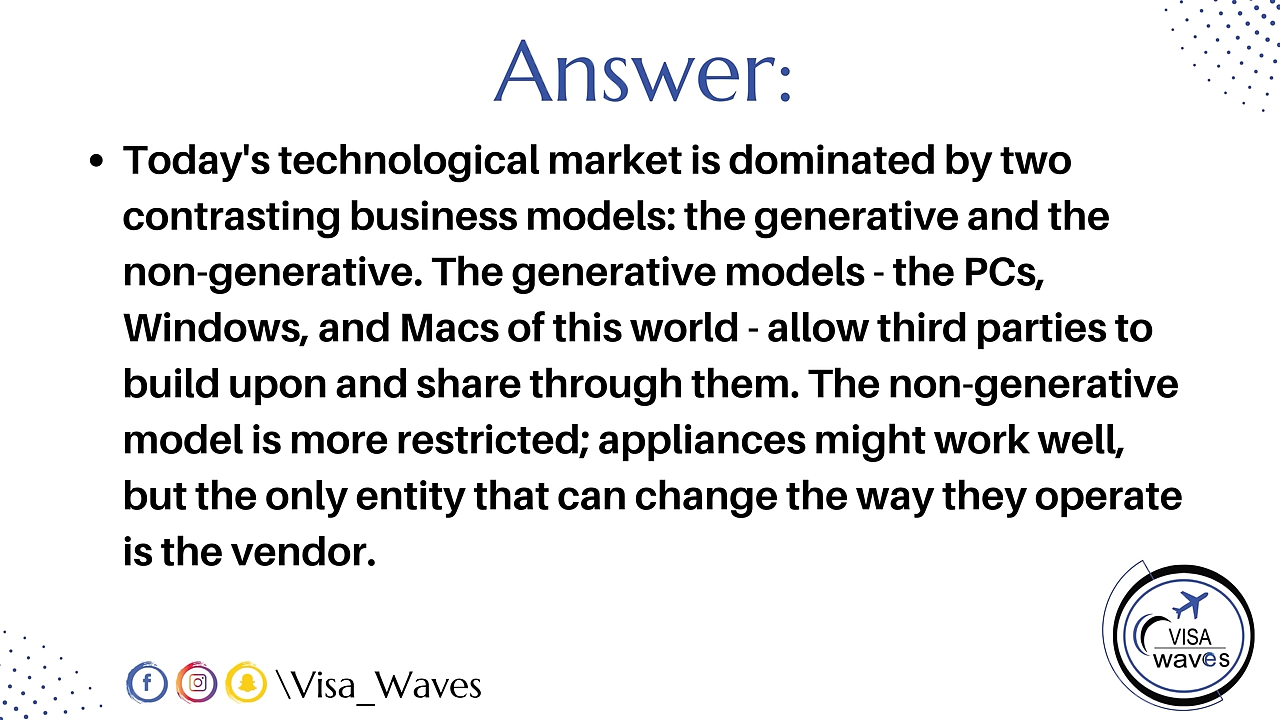 Answer:
• Today's technological market is dominated by two
contrasting business models: the generative and the
non-generative. The generative models - the PCs,
Windows, and Macs of this world - allow third parties to
build upon and share through them. The non-generative
model is more restricted; appliances might work well,
but the only entity that can change the way they operate
is the vendor.
\Visa_Waves
VISA
waves